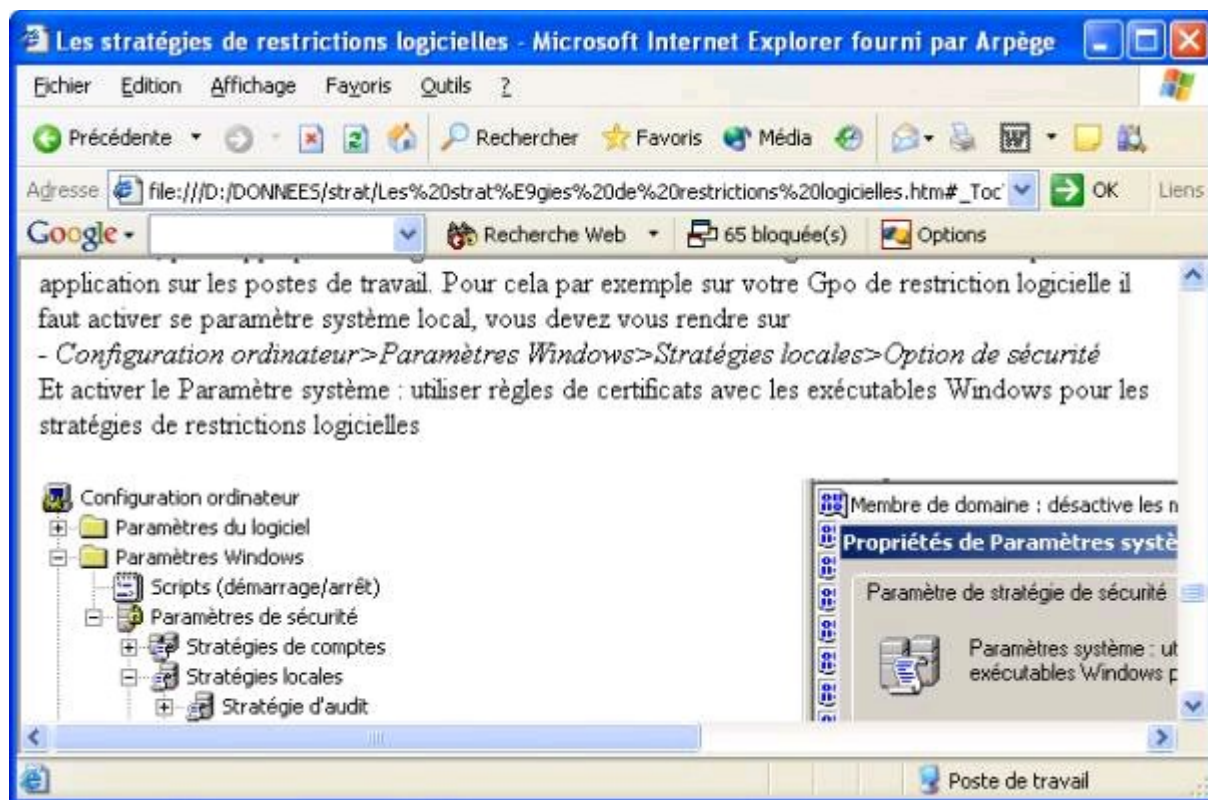 Les stratégies de restrictions logicielles - Microsoft Internet Explorer fourni par Arpège
Fichier Edition Affichage Favoris Outils ?
Précédente Rechercher Favoris Média
Adresse file:///D:/DONNEES/strat/Les%20strat%E9gies%20de%20restrictions%20logicielles.htm#_Toc OK Liens
Google Recherche Web 65 bloquée(s) Options
application sur les postes de travail. Pour cela par exemple sur votre Gpo de restriction logicielle il
faut activer se paramètre système local, vous devez vous rendre sur
- Configuration ordinateur>Paramètres Windows>Stratégies locales>Option de sécurité
Et activer le Paramètre système : utiliser règles de certificats avec les exécutables Windows pour les
stratégies de restrictions logicielles
Configuration ordinateur
Paramètres du logiciel
Paramètres Windows
Scripts (démarrage/arrêt)
Paramètres de sécurité
Stratégies de comptes
Stratégies locales
Stratégie d'audit
Membre de domaine : désactive les n
Propriétés de Paramètres systè
Paramètre de stratégie de sécurité
Paramètres système : ut
exécutables Windows p
Poste de travail